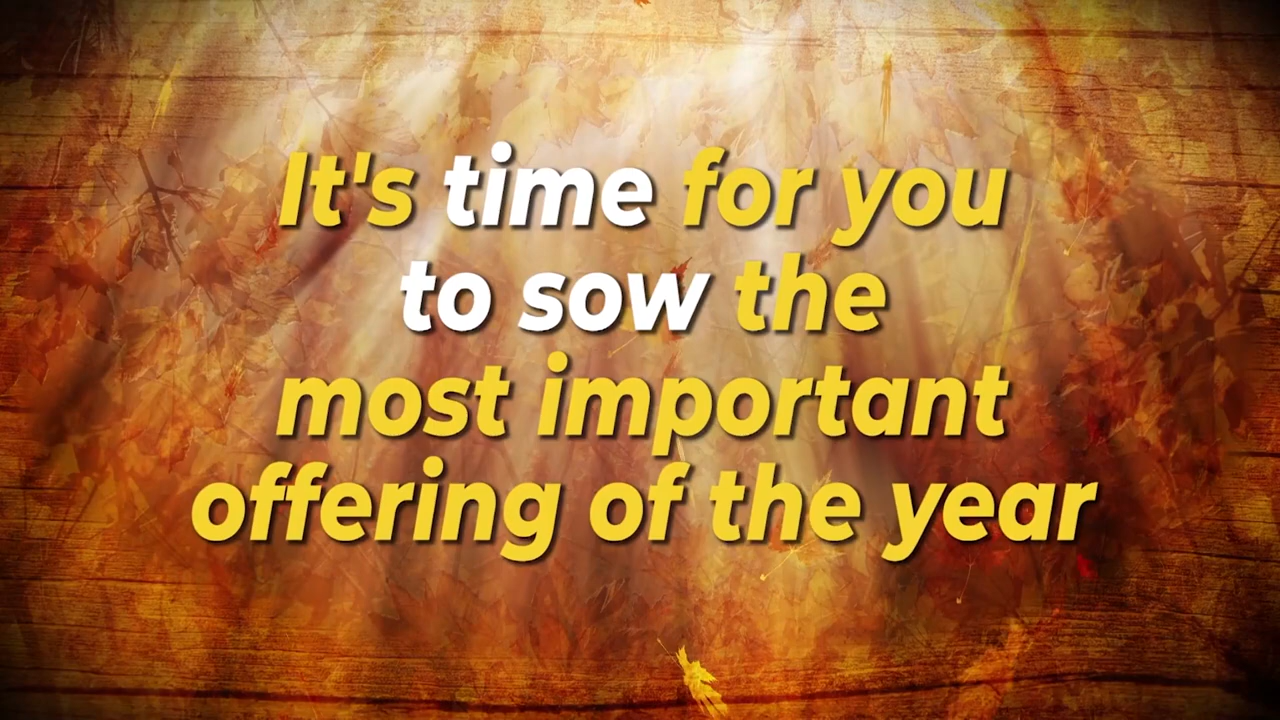 It's time for you
to sow the
most important
offering of the year